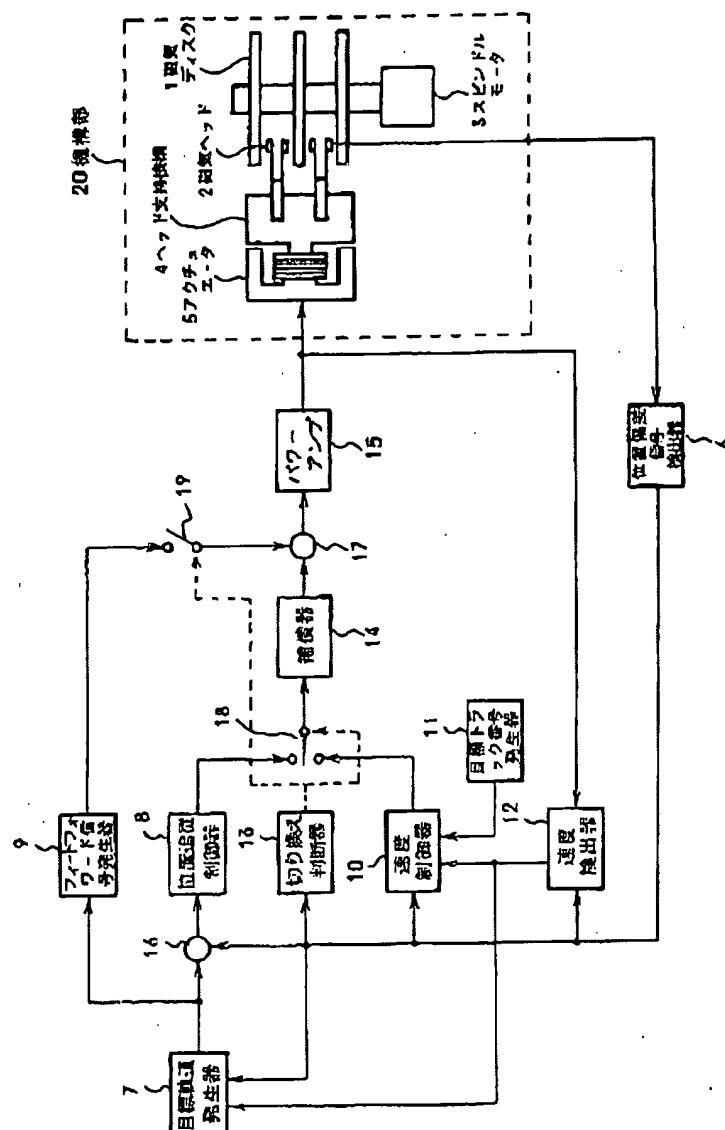 20 機構部
1 磁気
ディスク
2 磁気ヘッド
3 スピンドル
モータ
4 ヘッド支持機構
5 アクチュ
エータ
位置偏差
信号
検出器
6
7
目標軌道
発生器
16
9
フィードフォ
ワード信
号発生器
8
位置追従
制御器
13
切り換え
判断器
10
速度
制御器
11
目標トラ
ック番号
発生器
12
速度
検出器
18
補償器
14
19
17
パワー
アンプ
15